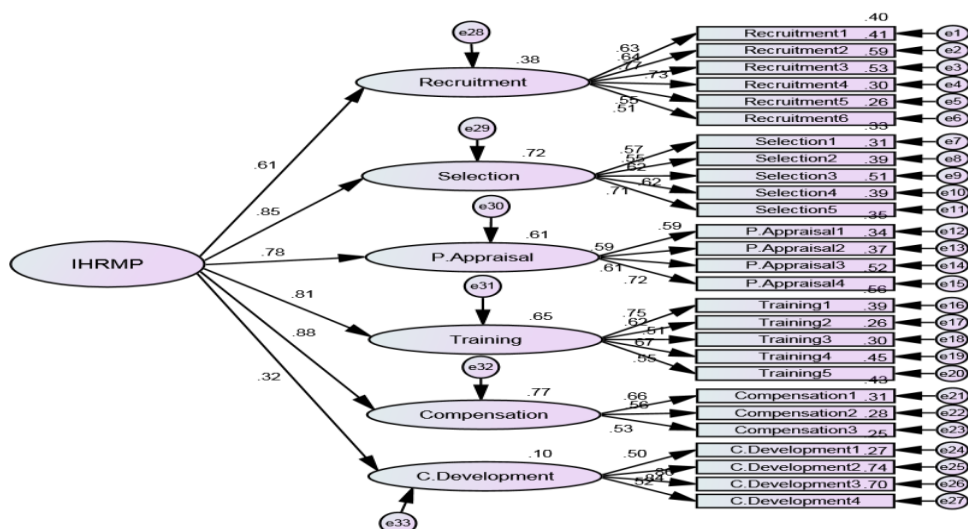 .40
e28
Recruitment1 .41 e1
.38
.63
Recruitment2 .59 e2
.64
Recruitment3 .53 e3
.77
Recruitment
.73
Recruitment4 .30 e4
.55
Recruitment5 .26 e5
.51
Recruitment6 e6
.33
e29
Selection1 .31 e7
.61
.72
.57
Selection2 .39 e8
.55
Selection
.62
Selection3 .51 e9
.62
Selection4 .39 e10
.71
.85
e30
Selection5 e11
.35
.61
.59
P.Appraisal1 .34 e12
.78
.59
P.Appraisal2 .37 e13
IHRMP
P.Appraisal
.61
P.Appraisal3 .52 e14
.72
P.Appraisal4 e15
e31
.56
.81
.65
.75
Training1 .39 e16
.62
Training2 .26 e17
.51
Training
Training3 .30 e18
.67
Training4 .45 e19
.55
.88
e32
Training5 e20
.43
.32
.77
.66
Compensation1 .31 e21
.56
Compensation
Compensation2 .28 e22
.53
Compensation3 e23
.25
.10
.50
C.Development1 .27 e24
.86
C.Development2 .74 e25
C.Development
.84
C.Development3 .70 e26
.52
C.Development4 e27
e33